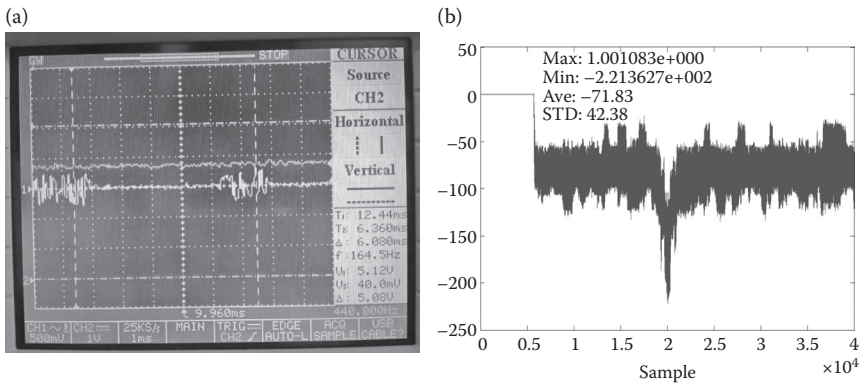 (a)
GW
STOP
CURSOR
Source
CH2
Horizontal
Vertical
T1: 12.44ms
T2: 6.360ms
Δ: 6.080ms
f: 164.5Hz
V1: 5.12V
V2: 40.0mV
Δ: 5.08V
1
2
9.960ms
440.000Hz
CH1 CH2 25KS/s MAIN TRIG EDGE ACQ USB
500mV 1V 1ms CH2 AUTO-L SAMPLE CABLE?
(b)
Max: 1.001083e+000
Min: −2.213627e+002
Ave: −71.83
STD: 42.38
50
0
−50
−100
−150
−200
−250
0 0.5 1 1.5 2 2.5 3 3.5 4
×10⁴
Sample